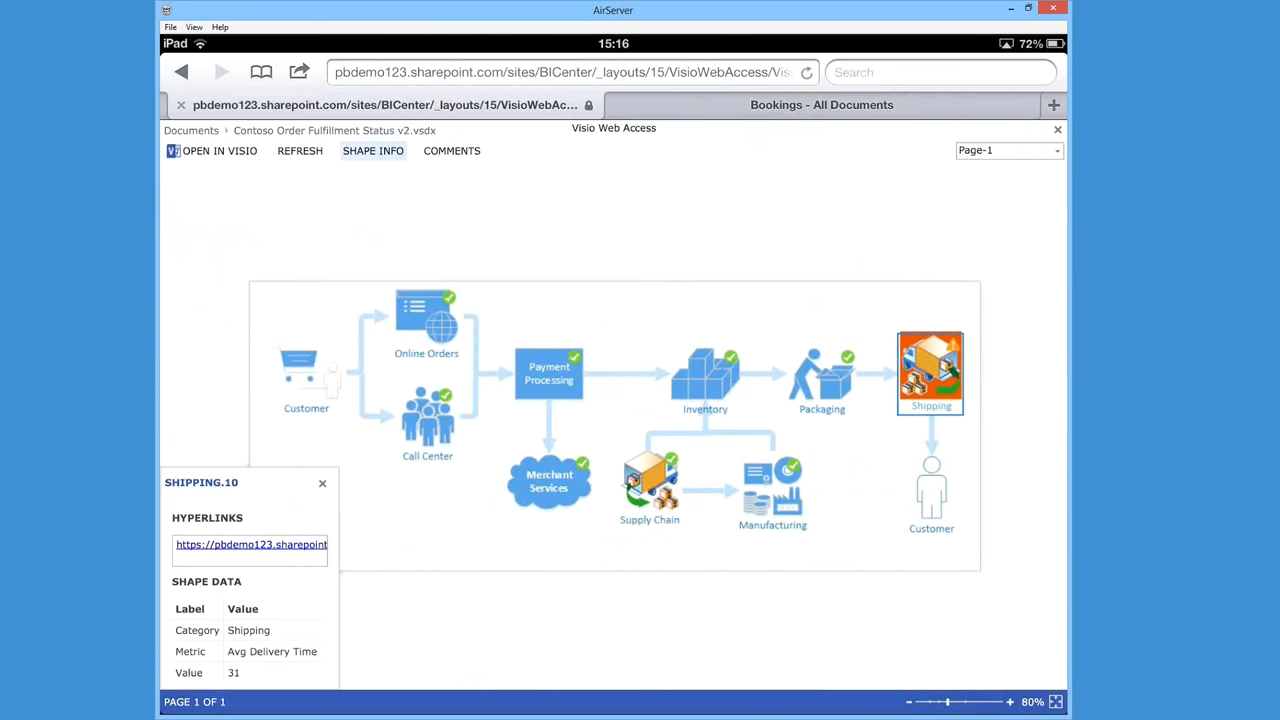 AirServer
File View Help
iPad 15:16 72%
pbdemo123.sharepoint.com/sites/BICenter/_layouts/15/VisioWebAccess/Vis Search
pbdemo123.sharepoint.com/sites/BICenter/_layouts/15/VisioWebAc... Bookings - All Documents
Documents Contoso Order Fulfillment Status v2.vsdx Visio Web Access
OPEN IN VISIO REFRESH SHAPE INFO COMMENTS Page-1
Online Orders
Payment
Processing
Customer
Inventory
Packaging
Shipping
Call Center
Merchant
Services
Supply Chain
Manufacturing
Customer
SHIPPING.10
HYPERLINKS
https://pbdemo123.sharepoint
SHAPE DATA
Label Value
Category Shipping
Metric Avg Delivery Time
Value 31
PAGE 1 OF 1 80%